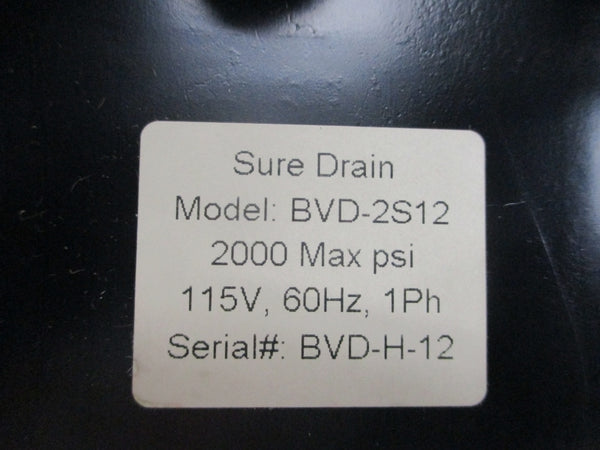 Sure Drain
Model: BVD-2S12
2000 Max psi
115V, 60Hz, 1Ph
Serial#: BVD-H-12